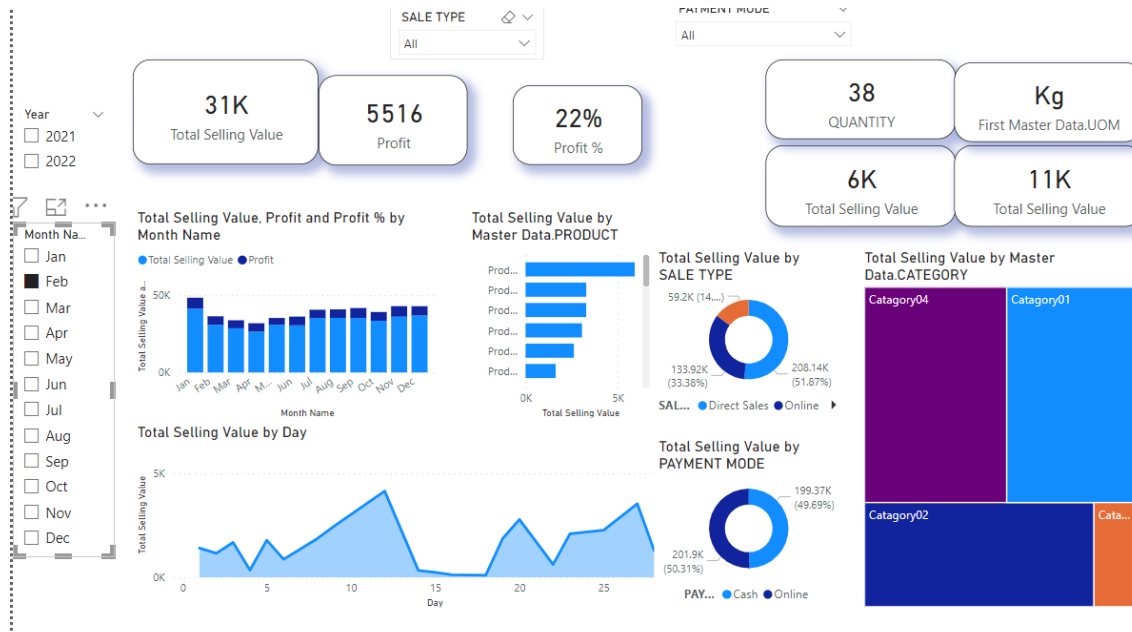 SALE TYPE
All
PAYMENT MODE
All
31K
Total Selling Value
5516
Profit
22%
Profit %
38
QUANTITY
Kg
First Master Data.UOM
6K
Total Selling Value
11K
Total Selling Value
Year
2021
2022
Month Na...
Jan
Feb
Mar
Apr
May
Jun
Jul
Aug
Sep
Oct
Nov
Dec
Total Selling Value, Profit and Profit % by
Month Name
Total Selling Value
Profit
Total Selling Value a...
50K
0K
Jan
Feb
Mar
Apr
M...
Jun
Jul
Aug
Sep
Oct
Nov
Dec
Month Name
Total Selling Value by
Master Data.PRODUCT
Prod...
Prod...
Prod...
Prod...
Prod...
Prod...
0K
5K
Total Selling Value
Total Selling Value by
SALE TYPE
59.2K (14....)
133.92K
(33.38%)
208.14K
(51.87%)
SAL...
Direct Sales
Online
Total Selling Value by Master
Data.CATEGORY
Catagory04
Catagory01
Catagory02
Cata...
Total Selling Value by Day
Total Selling Value
5K
0K
0
5
10
15
20
25
Day
Total Selling Value by
PAYMENT MODE
199.37K
(49.69%)
201.9K
(50.31%)
PAY...
Cash
Online